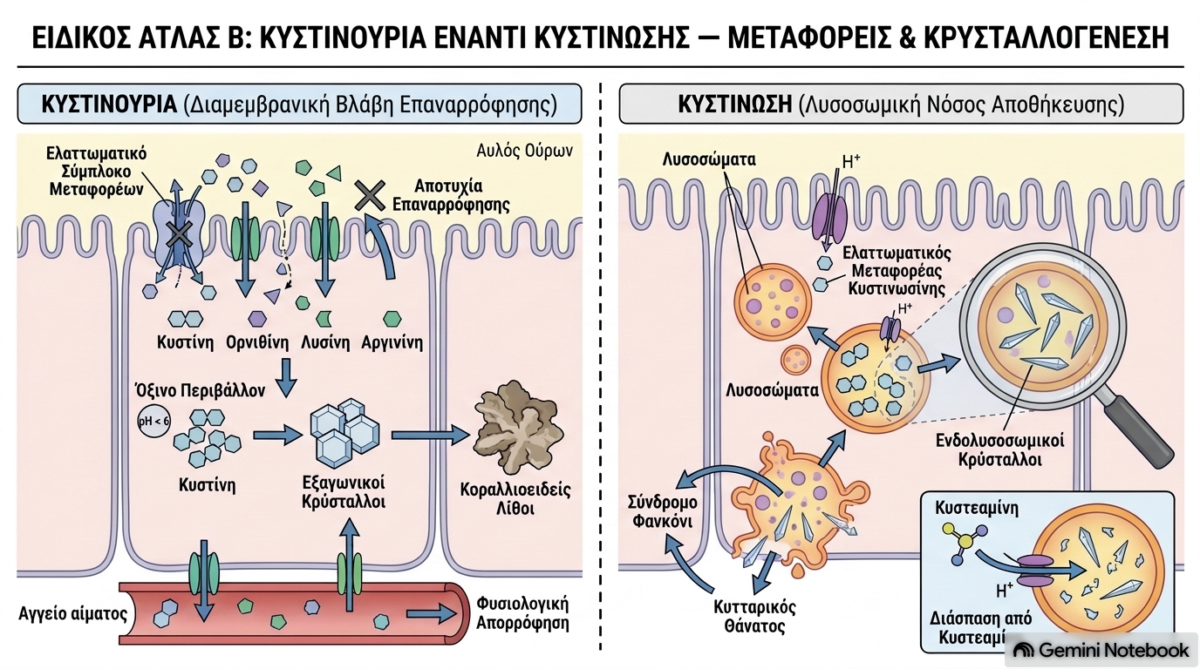 ΕΙΔΙΚΟΣ ΑΤΛΑΣ Β: ΚΥΣΤΙΝΟΥΡΙΑ ΕΝΑΝΤΙ ΚΥΣΤΙΝΩΣΗΣ — ΜΕΤΑΦΟΡΕΙΣ & ΚΡΥΣΤΑΛΛΟΓΕΝΕΣΗ
ΚΥΣΤΙΝΟΥΡΙΑ (Διαμεμβρανική Βλάβη Επαναρρόφησης)
Ελαττωματικό
Σύμπλοκο
Μεταφορέων
Αυλός Ούρων
Αποτυχία
Επαναρρόφησης
Κυστίνη
Ορνιθίνη
Λυσίνη
Αργινίνη
Όξινο Περιβάλλον
pH < 6
Κυστίνη
Εξαγωνικοί
Κρύσταλλοι
Κοραλλιοειδείς
Λίθοι
Αγγείο αίματος
Φυσιολογική
Απορρόφηση
ΚΥΣΤΙΝΩΣΗ (Λυσοσωμική Νόσος Αποθήκευσης)
Λυσοσώματα
H+
Ελαττωματικός
Μεταφορέας
Κυστινωσίνης
H+
Λυσοσώματα
Ενδολυσοσωμικοί
Κρύσταλλοι
Σύνδρομο
Φανκόνι
Κυτταρικός
Θάνατος
Κυστεαμίνη
H+
Διάσπαση από
Κυστεαμί
Gemini Notebook